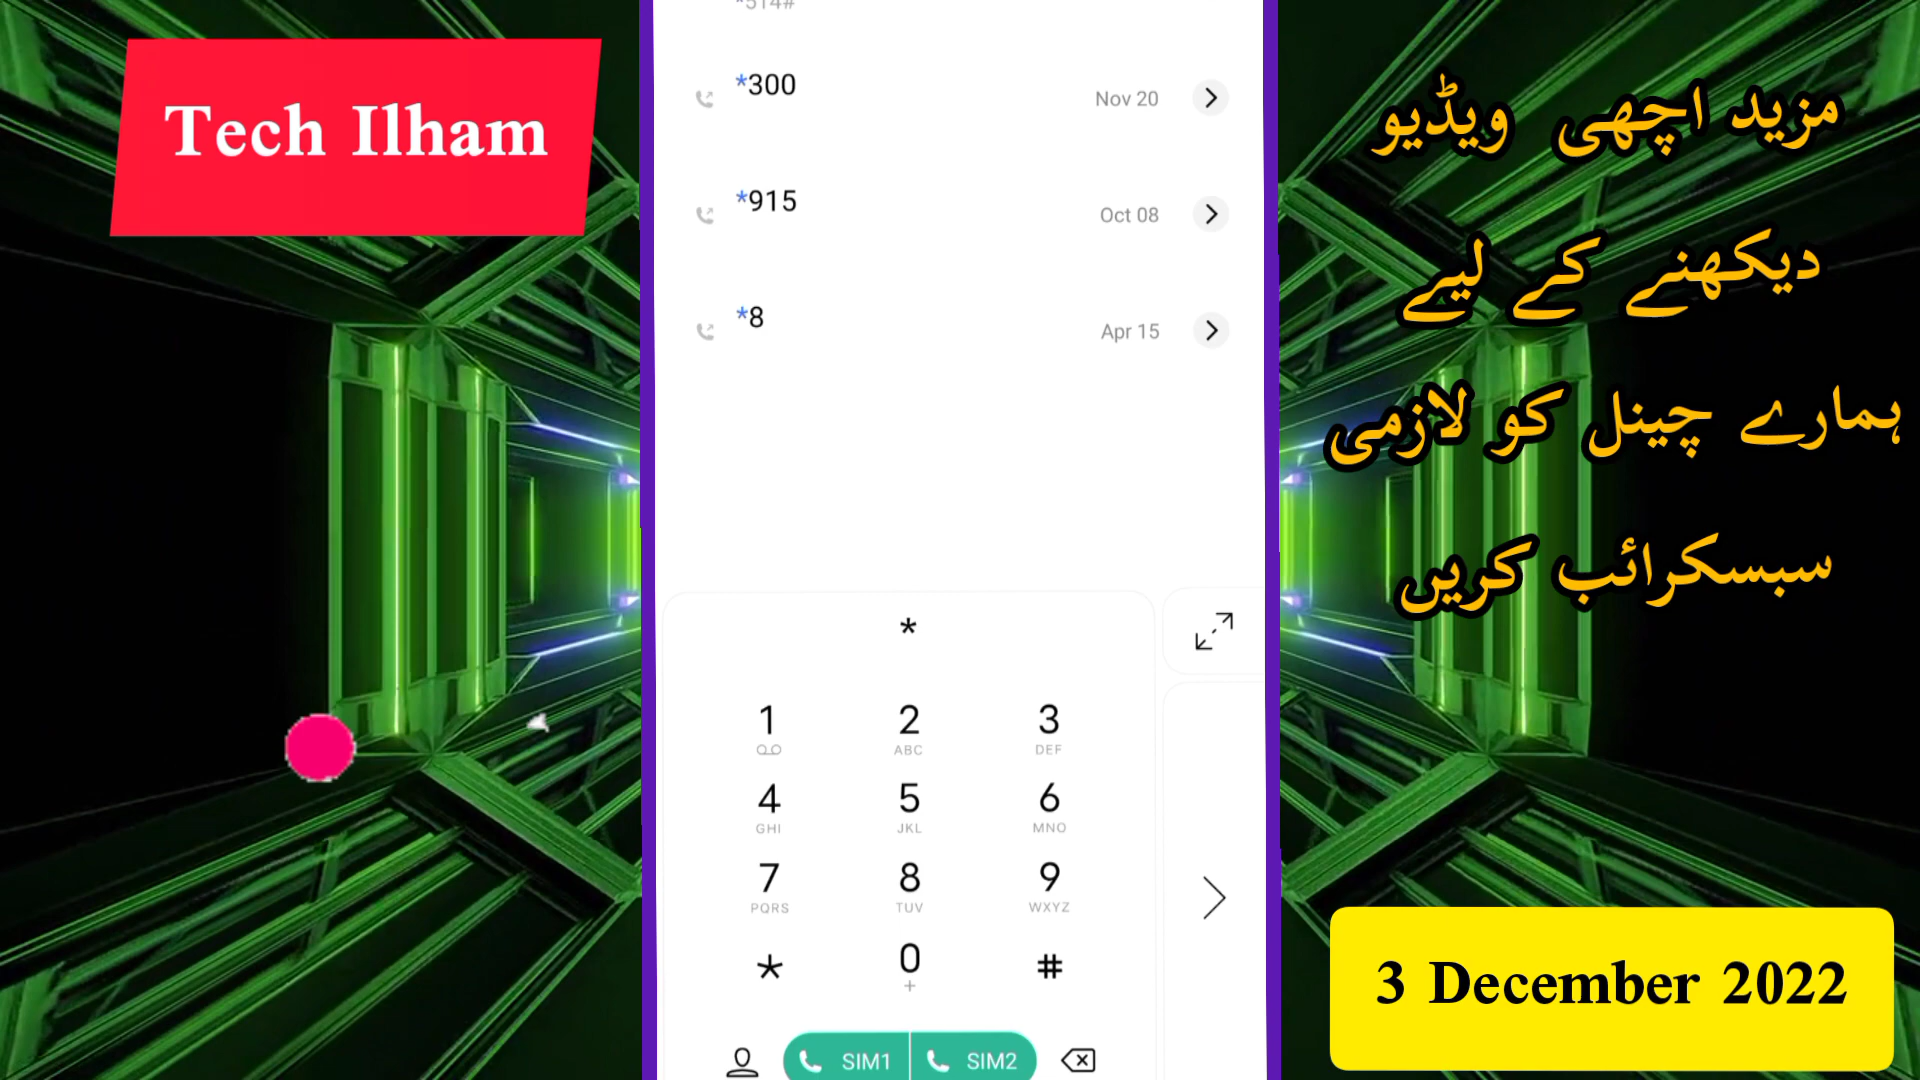 Tech Ilham
*514#
*300
Nov 20
*915
Oct 08
*8
Apr 15
*
1
2 ABC
3 DEF
4 GHI
5 JKL
6 MNO
7 PQRS
8 TUV
9 WXYZ
*
0 +
#
SIM1 SIM2
مزید اچھی ویڈیو
دیکھنے کے لیے
ہمارے چینل کو لازمی
سبسکرائب کریں
3 December 2022